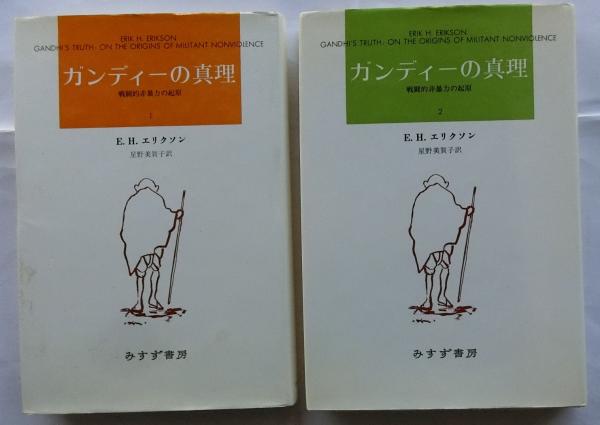 ERIK H. ERIKSON
GANDHI'S TRUTH: ON THE ORIGINS OF MILITANT NONVIOLENCE
ガンディーの真理
戦闘的非暴力の起原
1
E. H. エリクソン
星野美賀子訳
みすず書房
ERIK H. ERIKSON
GANDHI'S TRUTH: ON THE ORIGINS OF MILITANT NONVIOLENCE
ガンディーの真理
戦闘的非暴力の起原
2
E. H. エリクソン
星野美賀子訳
みすず書房